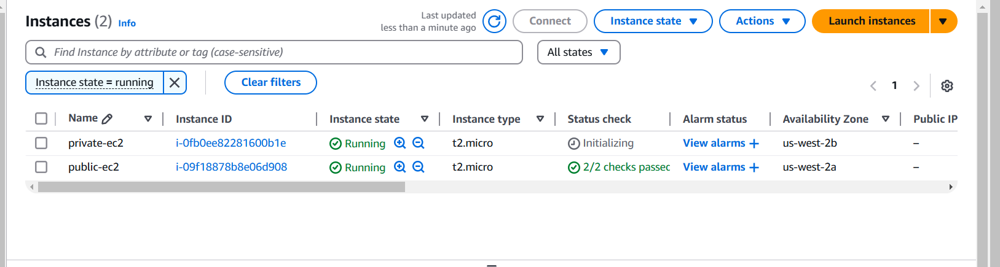 Instances (2) Info
Last updated
less than a minute ago
Connect
Instance state
Actions
Launch instances
Find Instance by attribute or tag (case-sensitive)
All states
Instance state = running
Clear filters
1
Name Instance ID Instance state Instance type Status check Alarm status Availability Zone Public IP
private-ec2 i-0fb0ee82281600b1e Running t2.micro Initializing View alarms + us-west-2b –
public-ec2 i-09f18878b8e06d908 Running t2.micro 2/2 checks passed View alarms + us-west-2a –